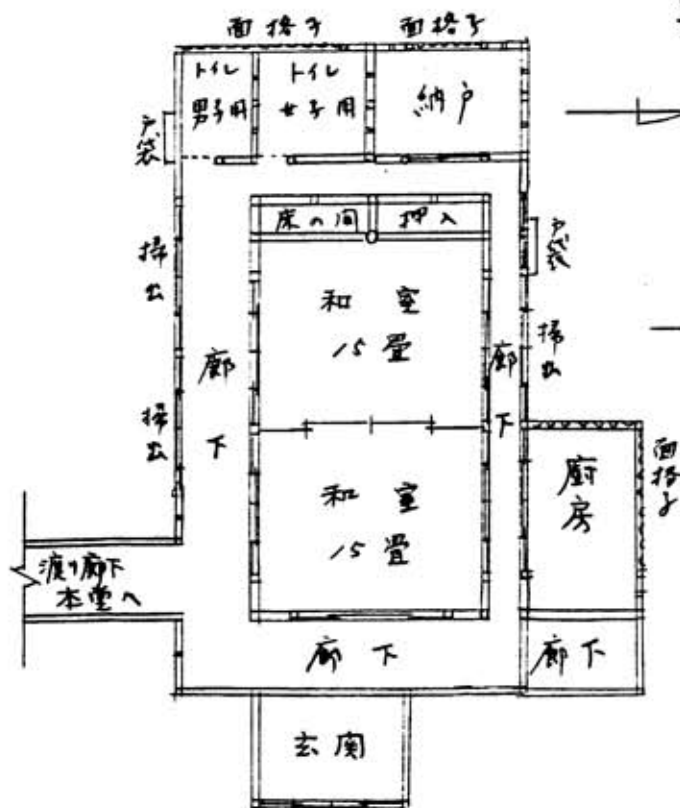 面格子
面格子
トイレ
男子用
トイレ
女子用
納戸
戸袋
床の間
押入
戸袋
掃出
和室
15畳
廊下
廊下
掃出
掃出
和室
15畳
厨房
面格子
渡り廊下
本堂へ
廊下
廊下
玄関